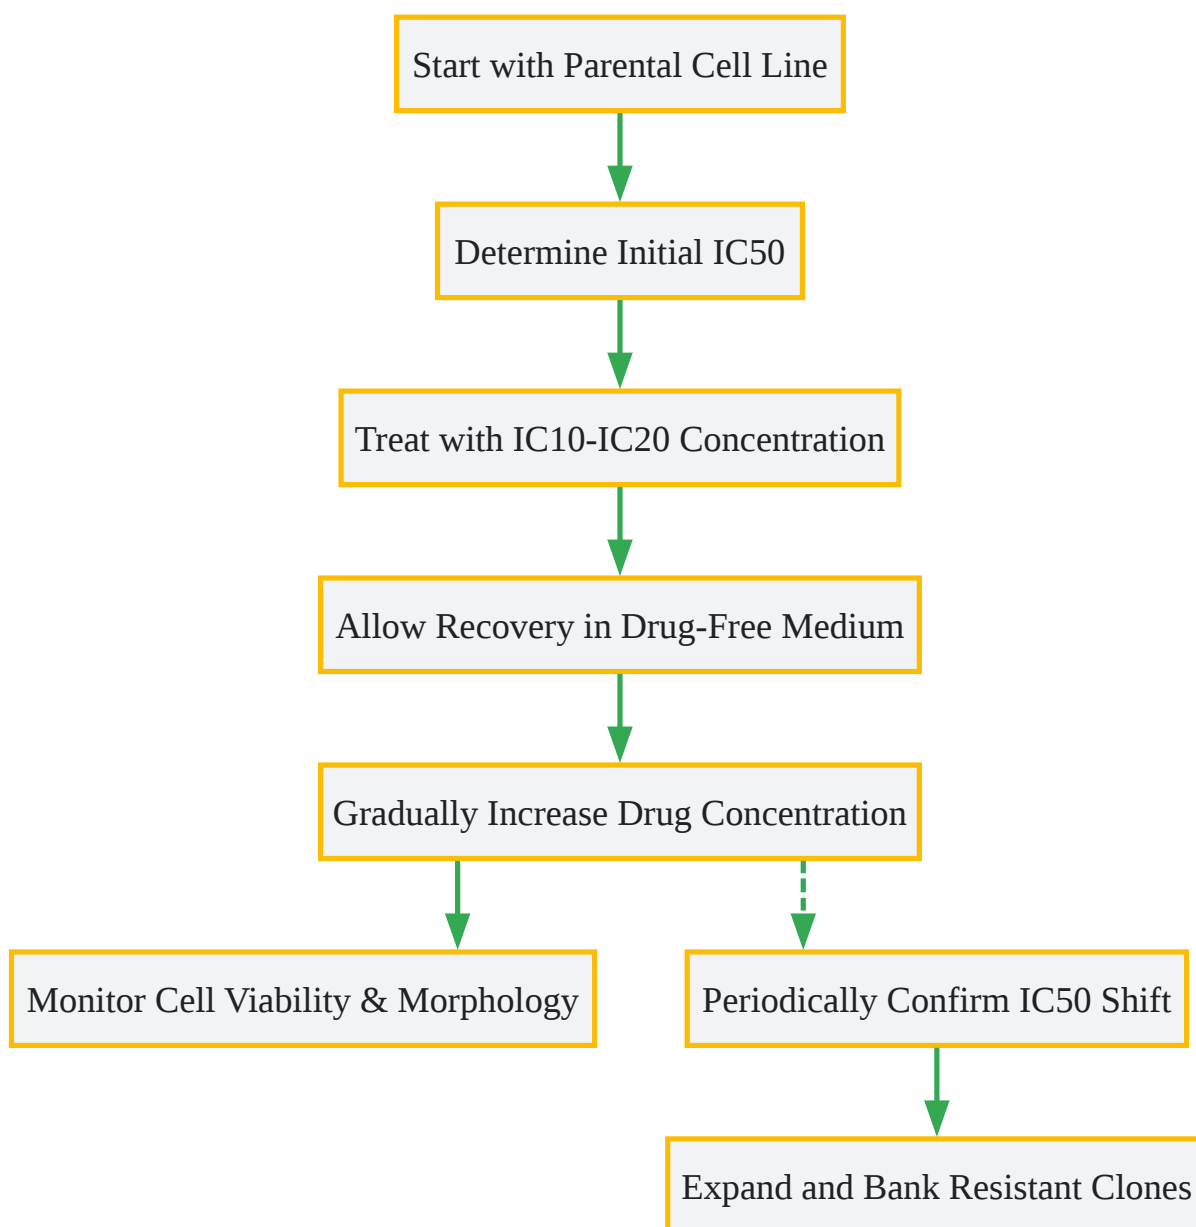 Start with Parental Cell Line
Determine Initial IC50
Treat with IC10-IC20 Concentration
Allow Recovery in Drug-Free Medium
Gradually Increase Drug Concentration
Monitor Cell Viability & Morphology
Periodically Confirm IC50 Shift
Expand and Bank Resistant Clones